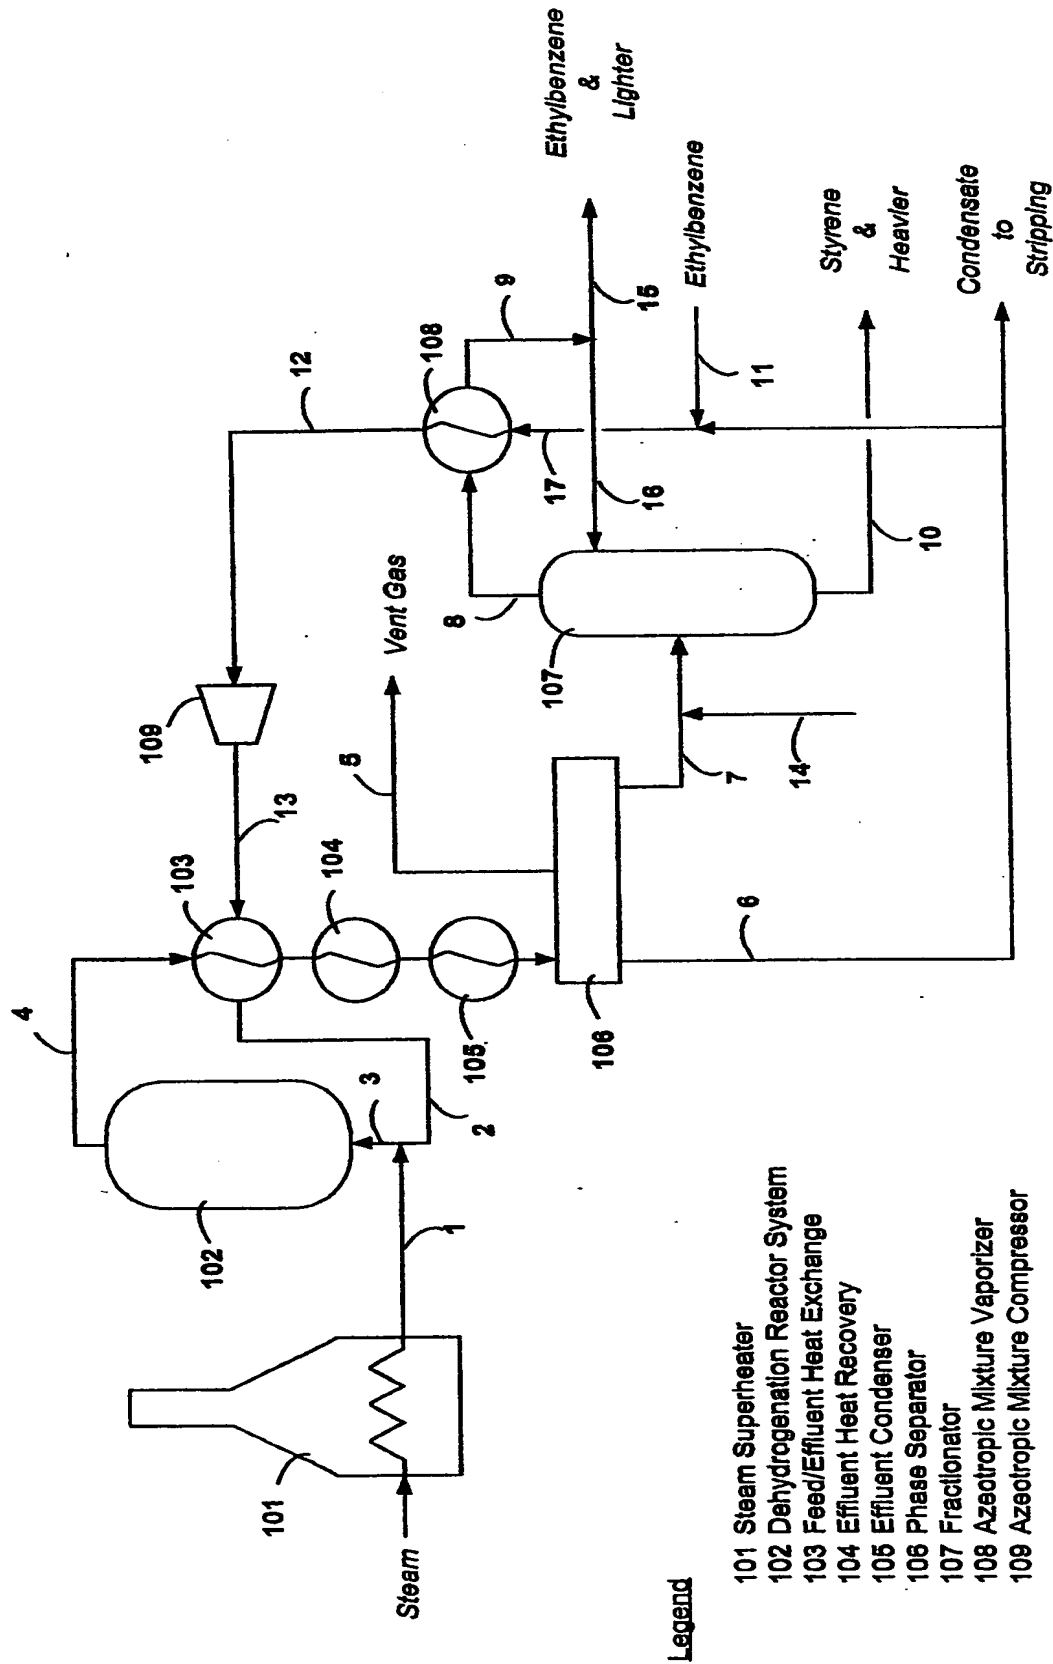 4
3
2
1
102
101
Steam
103
13
109
12
104
105
5
Vent Gas
106
6
7
14
107
8
108
9
17
16
15
11
10
Ethylbenzene
&
Lighter
Ethylbenzene
Styrene
&
Heavier
Condensate
to
Stripping
Legend
101 Steam Superheater
102 Dehydrogenation Reactor System
103 Feed/Effluent Heat Exchange
104 Effluent Heat Recovery
105 Effluent Condenser
106 Phase Separator
107 Fractionator
108 Azeotropic Mixture Vaporizer
109 Azeotropic Mixture Compressor